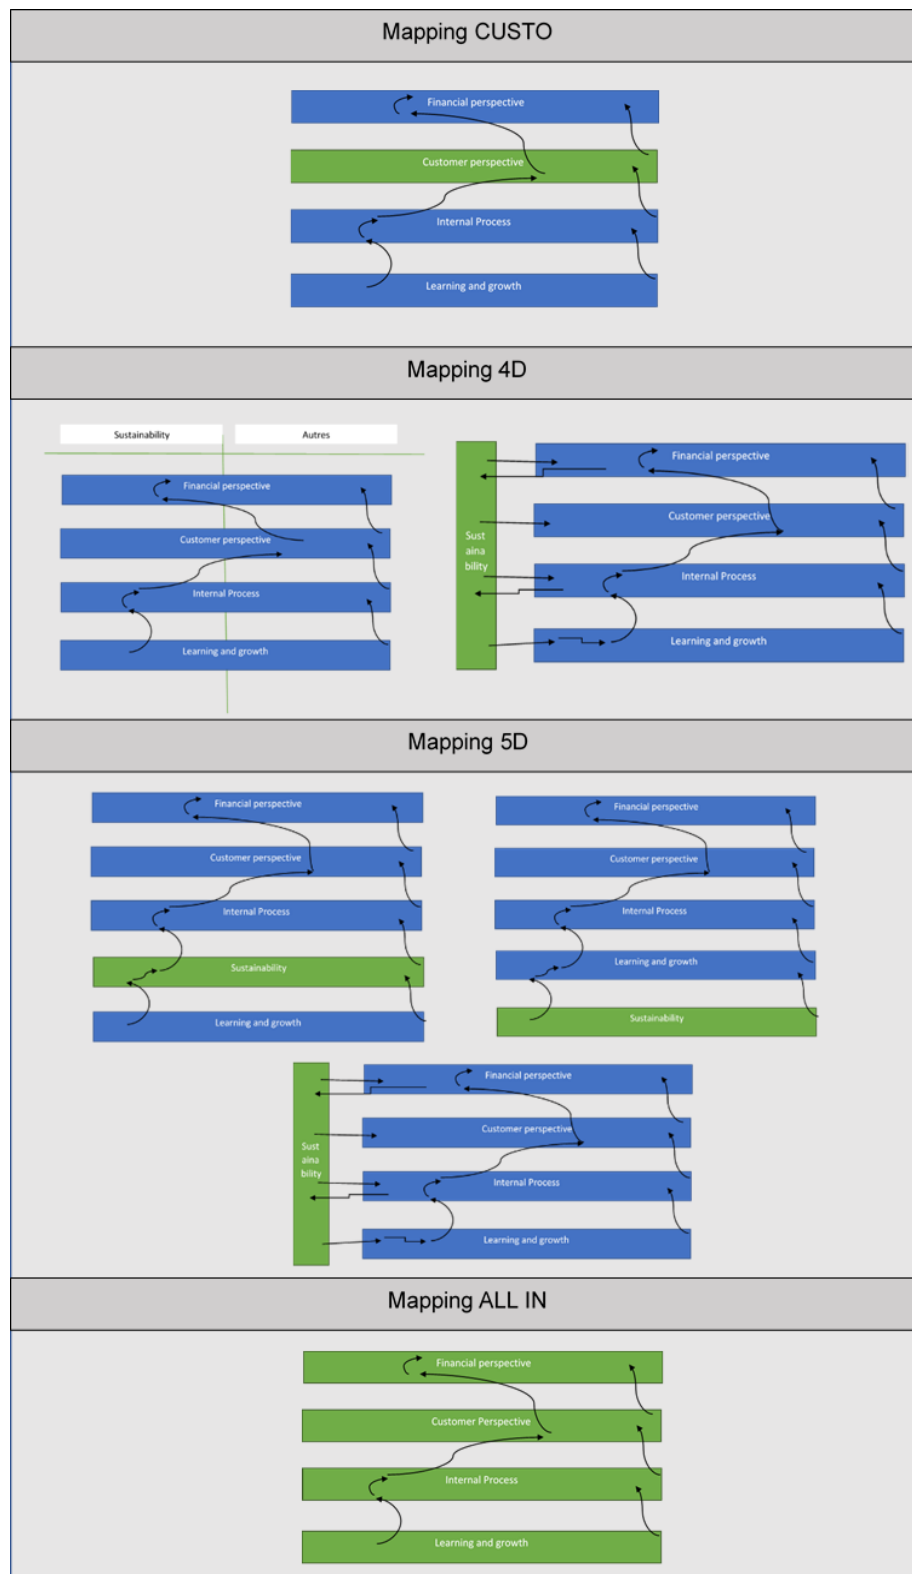 Mapping CUSTO
Financial perspective
Customer perspective
Internal Process
Learning and growth
Mapping 4D
Sustainability
Autres
Financial perspective
Customer perspective
Internal Process
Learning and growth
Sust
aina
bility
Financial perspective
Customer perspective
Internal Process
Learning and growth
Mapping 5D
Financial perspective
Customer perspective
Internal Process
Sustainability
Learning and growth
Financial perspective
Customer perspective
Internal Process
Learning and growth
Sustainability
Sust
aina
bility
Financial perspective
Customer perspective
Internal Process
Learning and growth
Mapping ALL IN
Financial perspective
Customer Perspective
Internal Process
Learning and growth